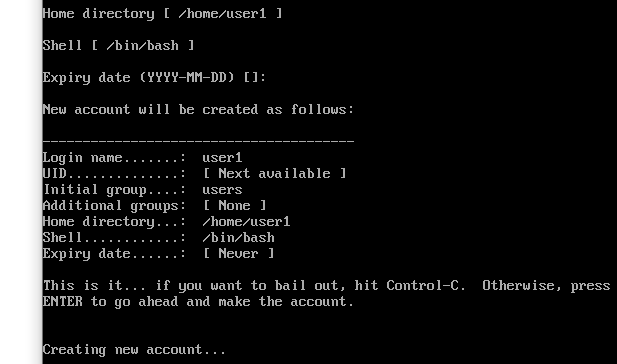 Home directory [ /home/user1 ]
Shell [ /bin/bash ]
Expiry date (YYYY-MM-DD) []:
New account will be created as follows:
---------------------------------------
Login name.......:  user1
UID..............:  [ Next available ]
Initial group....:  users
Additional groups:  [ None ]
Home directory...:  /home/user1
Shell............:  /bin/bash
Expiry date......:  [ Never ]
This is it... if you want to bail out, hit Control-C.  Otherwise, press
ENTER to go ahead and make the account.
Creating new account...